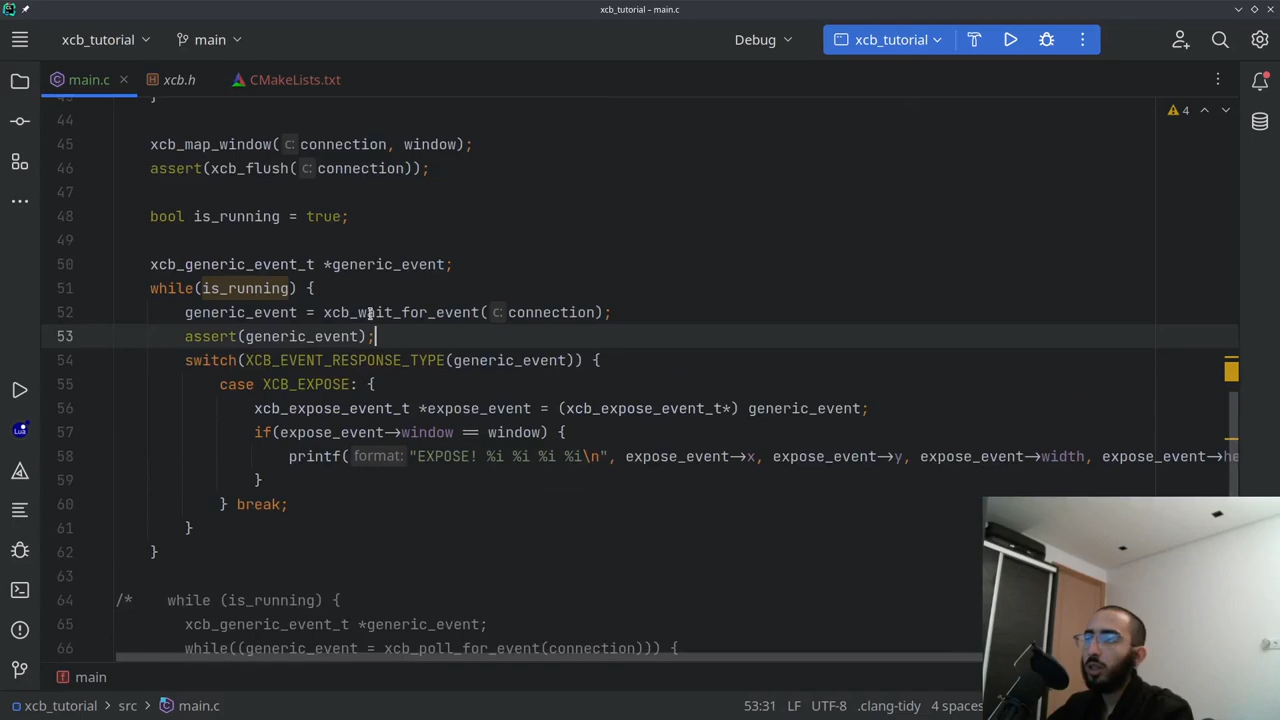 xcb_tutorial – main.c
xcb_tutorial main Debug xcb_tutorial
main.c xcb.h CMakeLists.txt
43 }
44 4
45 xcb_map_window( c: connection, window);
46 assert(xcb_flush( c: connection));
47
48 bool is_running = true;
49
50 xcb_generic_event_t *generic_event;
51 while(is_running) {
52 generic_event = xcb_wait_for_event( c: connection);
53 assert(generic_event);
54 switch(XCB_EVENT_RESPONSE_TYPE(generic_event)) {
55 case XCB_EXPOSE: {
56 xcb_expose_event_t *expose_event = (xcb_expose_event_t*) generic_event;
57 if(expose_event->window == window) {
58 printf( format: "EXPOSE! %i %i %i %i\n", expose_event->x, expose_event->y, expose_event->width, expose_event->he
59 }
60 } break;
61 }
62 }
63
64 /* while (is_running) {
65 xcb_generic_event_t *generic_event;
66 while((generic_event = xcb_poll_for_event(connection))) {
Lua
main
xcb_tutorial > src > main.c 53:31 LF UTF-8 .clang-tidy 4 spaces